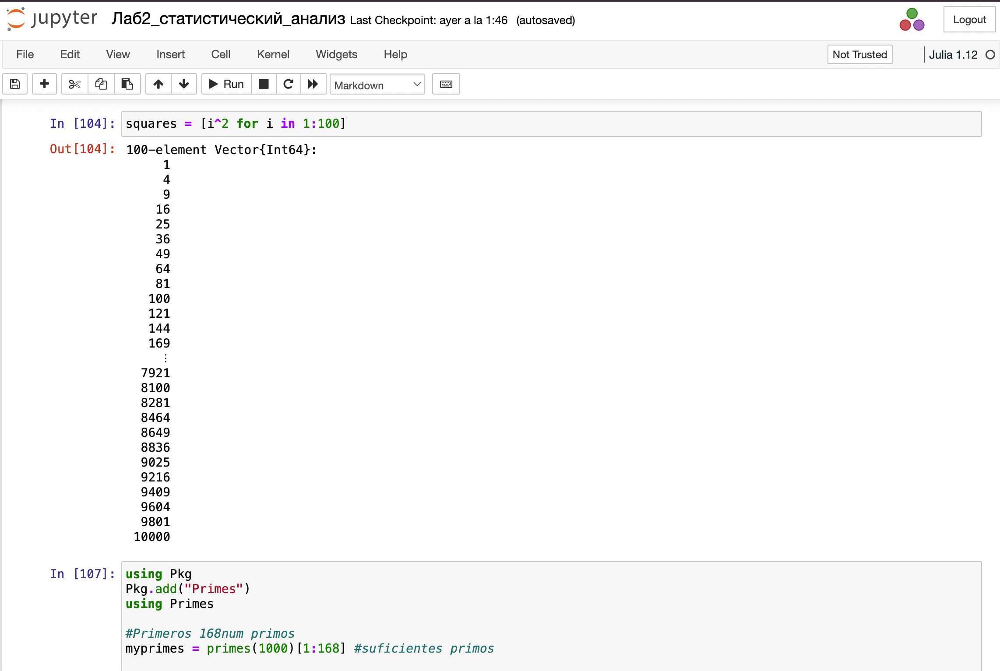 jupyter Лаб2_статистический_анализ Last Checkpoint: ayer a la 1:46 (autosaved) Logout
File Edit View Insert Cell Kernel Widgets Help Not Trusted Julia 1.12
Run Markdown
In [104]: squares = [i^2 for i in 1:100]
Out[104]: 100-element Vector{Int64}:
1
4
9
16
25
36
49
64
81
100
121
144
169
⋮
7921
8100
8281
8464
8649
8836
9025
9216
9409
9604
9801
10000
In [107]: using Pkg
Pkg.add("Primes")
using Primes
#Primeros 168num primos
myprimes = primes(1000)[1:168] #suficientes primos